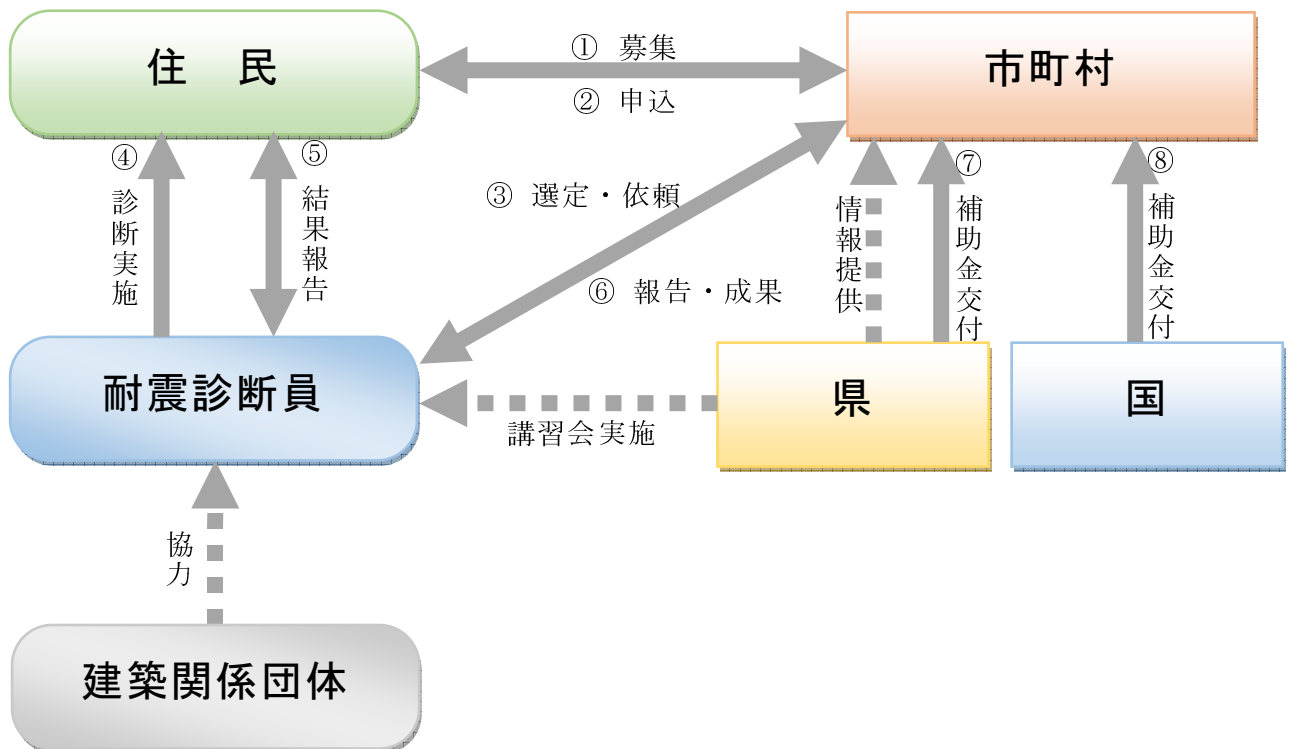 住　民
① 募集
② 申込
市町村
④ 診断実施
⑤ 結果報告
③ 選定・依頼
⑥ 報告・成果
情報提供
⑦ 補助金交付
⑧ 補助金交付
耐震診断員
講習会実施
県
国
協力
建築関係団体